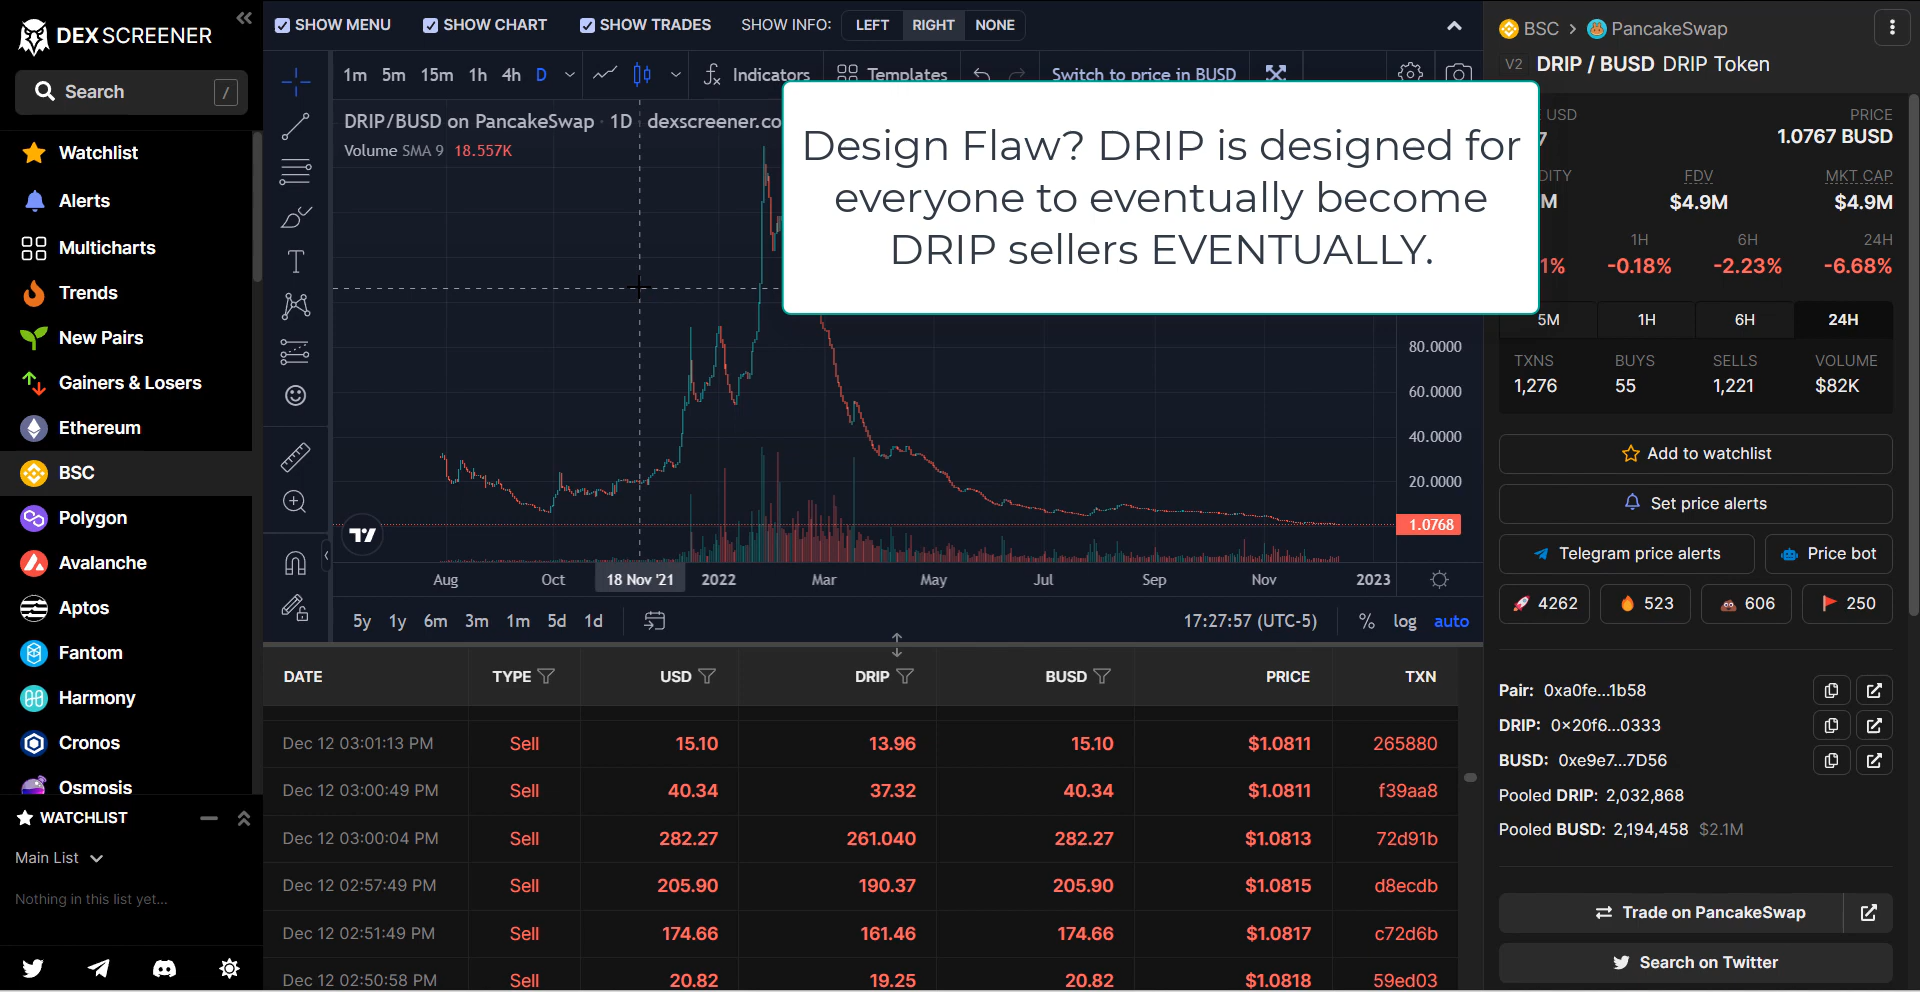 DEX SCREENER
Search /
Watchlist
Alerts
Multicharts
Trends
New Pairs
Gainers & Losers
Ethereum
BSC
Polygon
Avalanche
Aptos
Fantom
Harmony
Cronos
Osmosis
WATCHLIST
Main List
Nothing in this list yet...
SHOW MENU SHOW CHART SHOW TRADES SHOW INFO: LEFT RIGHT NONE
1m 5m 15m 1h 4h D Indicators Templates Switch to price in BUSD
DRIP/BUSD on PancakeSwap · 1D · dexscreener.co
Volume SMA 9 18.557K
Design Flaw? DRIP is designed for
everyone to eventually become
DRIP sellers EVENTUALLY.
80.0000
60.0000
40.0000
20.0000
1.0768
Aug Oct 18 Nov '21 2022 Mar May Jul Sep Nov 2023
5y 1y 6m 3m 1m 5d 1d 17:27:57 (UTC-5) % log auto
DATE TYPE USD DRIP BUSD PRICE TXN
Dec 12 03:01:13 PM Sell 15.10 13.96 15.10 $1.0811 265880
Dec 12 03:00:49 PM Sell 40.34 37.32 40.34 $1.0811 f39aa8
Dec 12 03:00:04 PM Sell 282.27 261.040 282.27 $1.0813 72d91b
Dec 12 02:57:49 PM Sell 205.90 190.37 205.90 $1.0815 d8ecdb
Dec 12 02:51:49 PM Sell 174.66 161.46 174.66 $1.0817 c72d6b
Dec 12 02:50:58 PM Sell 20.82 19.25 20.82 $1.0818 59ed03
BSC > PancakeSwap
V2 DRIP / BUSD DRIP Token
USD PRICE
7 1.0767 BUSD
DITY FDV MKT CAP
M $4.9M $4.9M
1H 6H 24H
1% -0.18% -2.23% -6.68%
5M 1H 6H 24H
TXNS BUYS SELLS VOLUME
1,276 55 1,221 $82K
Add to watchlist
Set price alerts
Telegram price alerts Price bot
4262 523 606 250
Pair: 0xa0fe...1b58
DRIP: 0x20f6...0333
BUSD: 0xe9e7...7D56
Pooled DRIP: 2,032,868
Pooled BUSD: 2,194,458 $2.1M
Trade on PancakeSwap
Search on Twitter